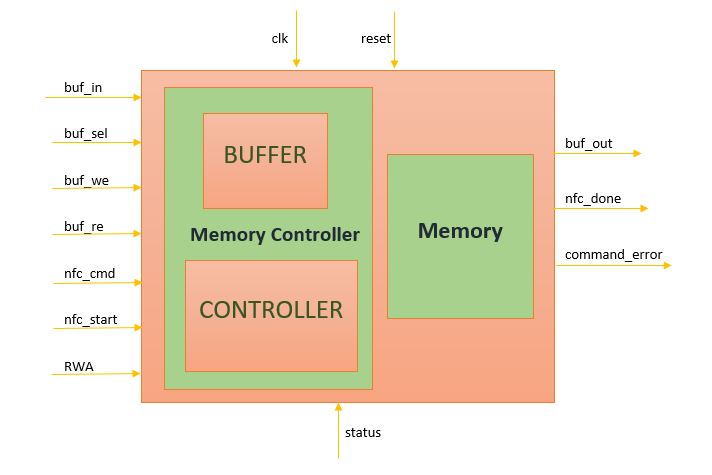 clk
reset
buf_in
buf_sel
buf_we
buf_re
nfc_cmd
nfc_start
RWA
BUFFER
Memory Controller
CONTROLLER
Memory
buf_out
nfc_done
command_error
status